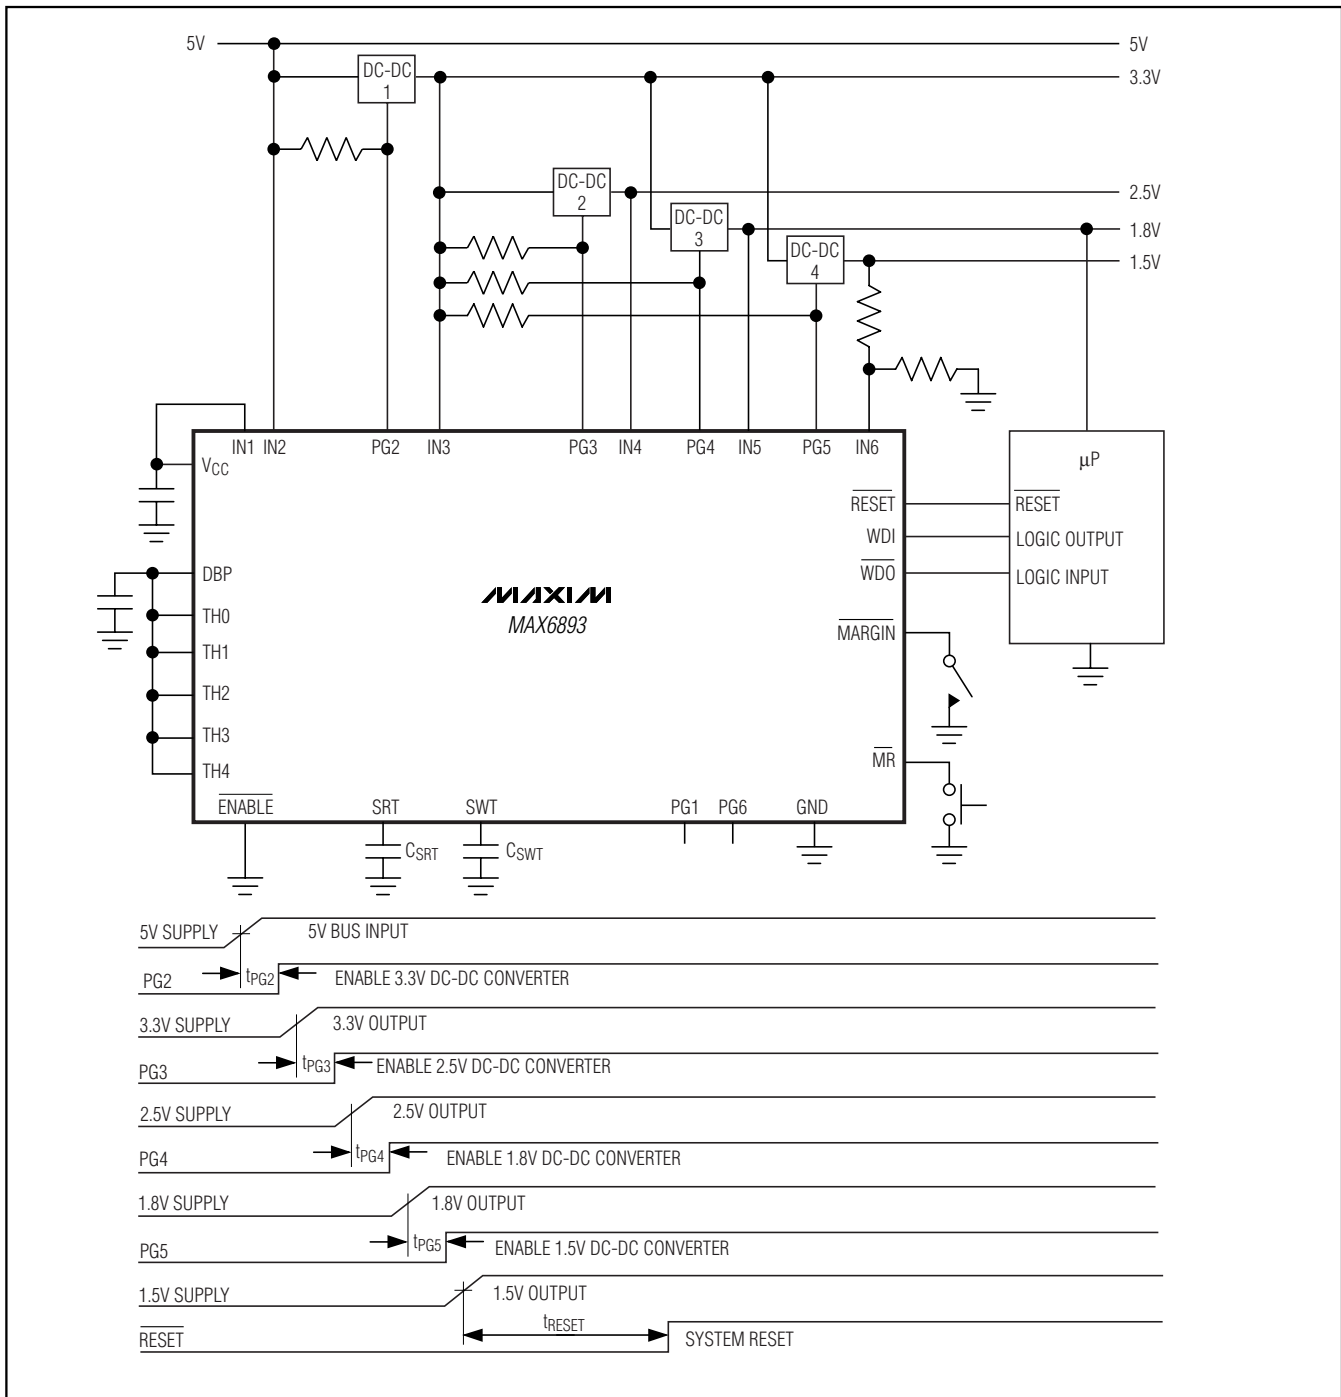 5V
5V
DC-DC
1
3.3V
DC-DC
2
2.5V
DC-DC
3
1.8V
DC-DC
4
1.5V
IN1 IN2 PG2 IN3 PG3 IN4 PG4 IN5 PG5 IN6
VCC
μP
RESET
RESET
WDI
LOGIC OUTPUT
WDO
LOGIC INPUT
DBP
TH0
TH1
TH2
TH3
TH4
MAXIM
MAX6893
MARGIN
MR
ENABLE SRT SWT PG1 PG6 GND
CSRT
CSWT
5V SUPPLY
5V BUS INPUT
PG2
tPG2
ENABLE 3.3V DC-DC CONVERTER
3.3V SUPPLY
3.3V OUTPUT
PG3
tPG3
ENABLE 2.5V DC-DC CONVERTER
2.5V SUPPLY
2.5V OUTPUT
PG4
tPG4
ENABLE 1.8V DC-DC CONVERTER
1.8V SUPPLY
1.8V OUTPUT
PG5
tPG5
ENABLE 1.5V DC-DC CONVERTER
1.5V SUPPLY
1.5V OUTPUT
RESET
tRESET
SYSTEM RESET